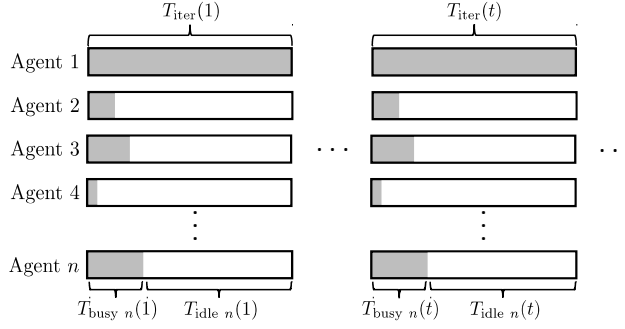 T_iter(1) T_iter(t)
Agent 1
Agent 2
Agent 3 ··· ··
Agent 4
⋮ ⋮
Agent n
T_busy n(1) T_idle n(1) T_busy n(t) T_idle n(t)